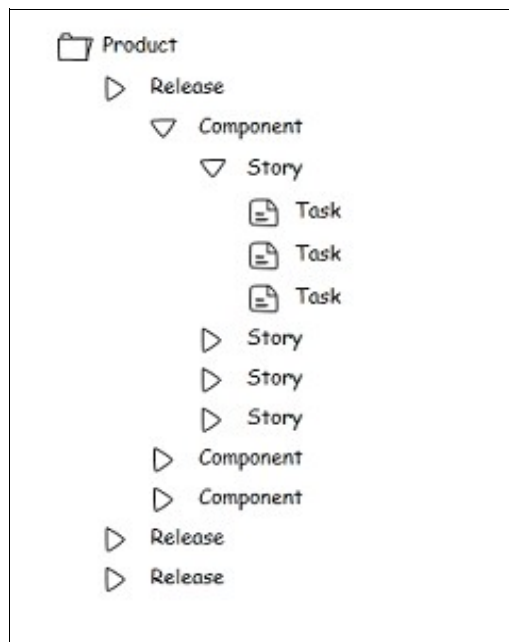 Product
Release
Component
Story
Task
Task
Task
Story
Story
Story
Component
Component
Release
Release